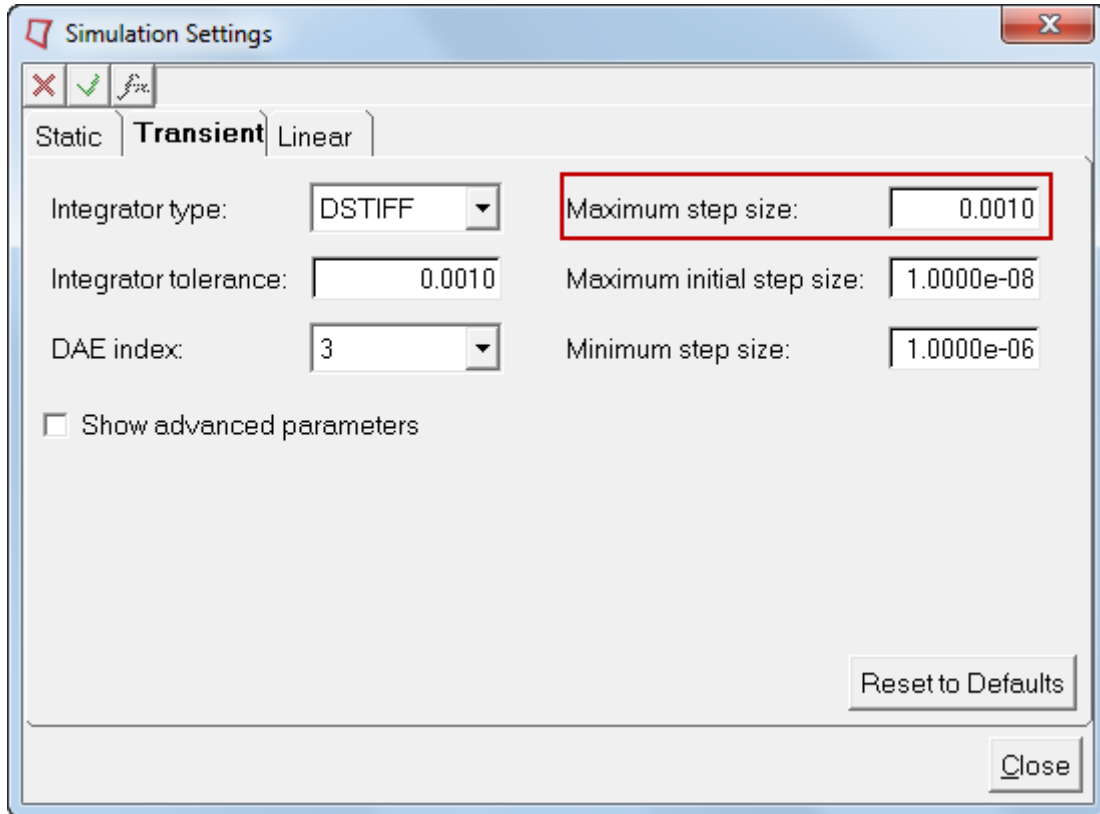 Simulation Settings
fx.
Static Transient Linear
Integrator type: DSTIFF Maximum step size: 0.0010
Integrator tolerance: 0.0010 Maximum initial step size: 1.0000e-08
DAE index: 3 Minimum step size: 1.0000e-06
Show advanced parameters
Reset to Defaults
Close